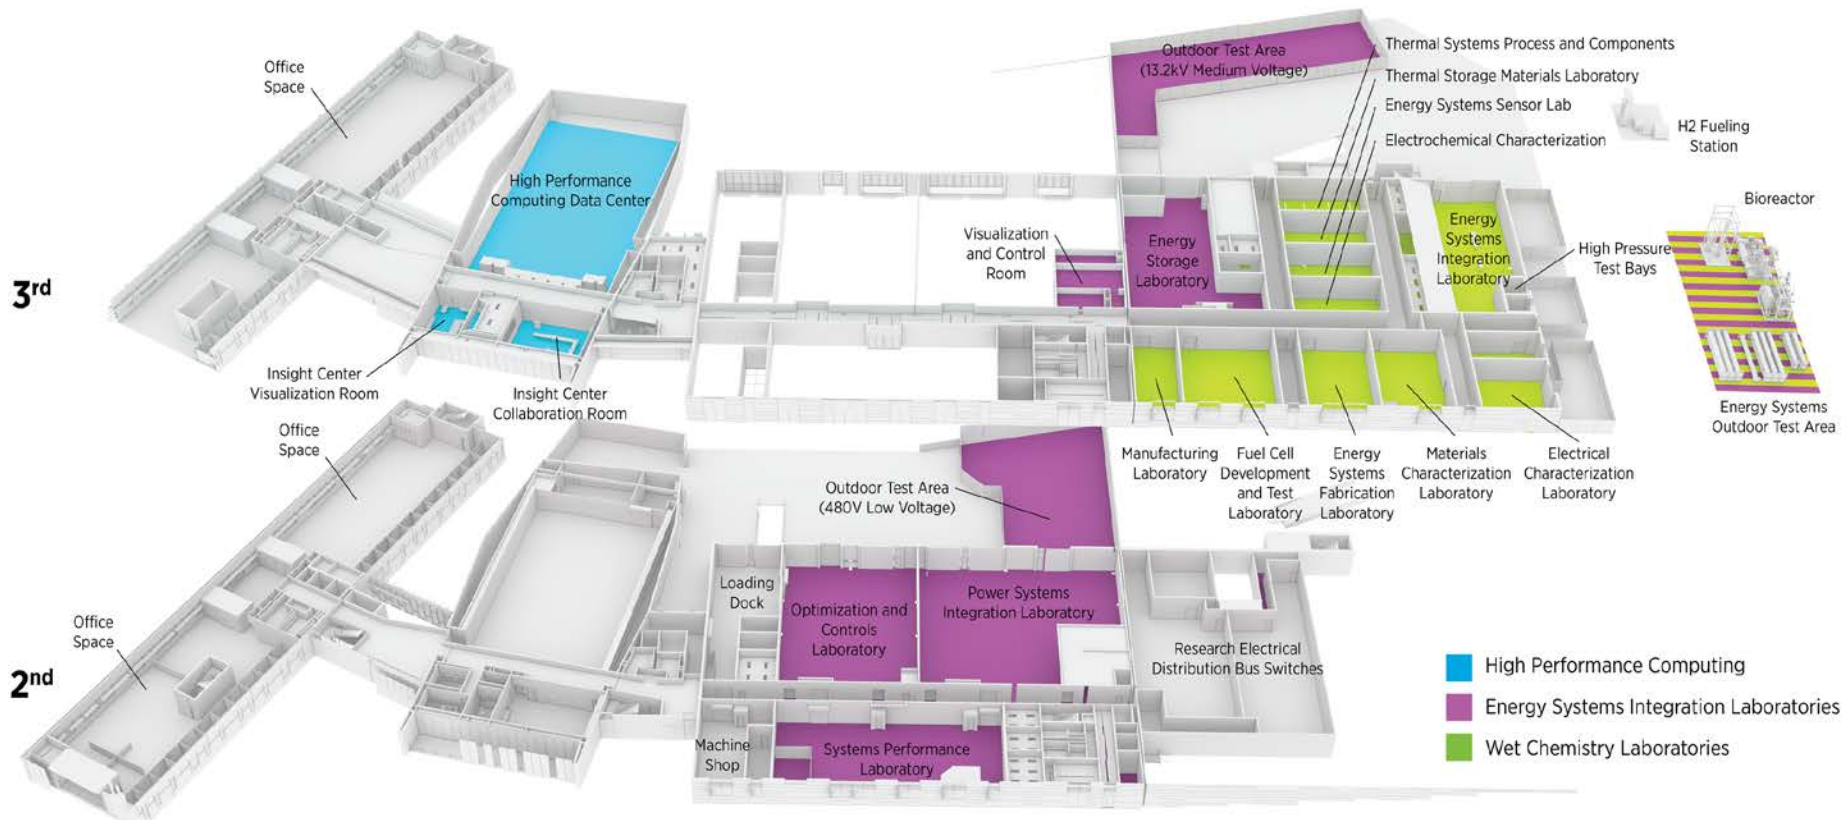 3rd
Office
Space
High Performance
Computing Data Center
Insight Center
Visualization Room
Insight Center
Collaboration Room
Visualization
and Control
Room
Outdoor Test Area
(13.2kV Medium Voltage)
Energy
Storage
Laboratory
Thermal Systems Process and Components
Thermal Storage Materials Laboratory
Energy Systems Sensor Lab
Electrochemical Characterization
Energy
Systems
Integration
Laboratory
H2 Fueling
Station
High Pressure
Test Bays
Bioreactor
Energy Systems
Outdoor Test Area
Manufacturing
Laboratory
Fuel Cell
Development
and Test
Laboratory
Energy
Systems
Fabrication
Laboratory
Materials
Characterization
Laboratory
Electrical
Characterization
Laboratory
2nd
Office
Space
Office
Space
Outdoor Test Area
(480V Low Voltage)
Loading
Dock
Optimization and
Controls
Laboratory
Power Systems
Integration Laboratory
Research Electrical
Distribution Bus Switches
Machine
Shop
Systems Performance
Laboratory
High Performance Computing
Energy Systems Integration Laboratories
Wet Chemistry Laboratories